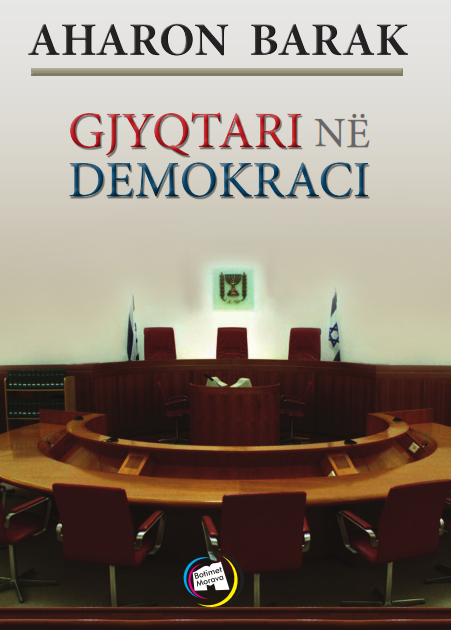 AHARON BARAK
GJYQTARI NË
DEMOKRACI
Botimet
Morava